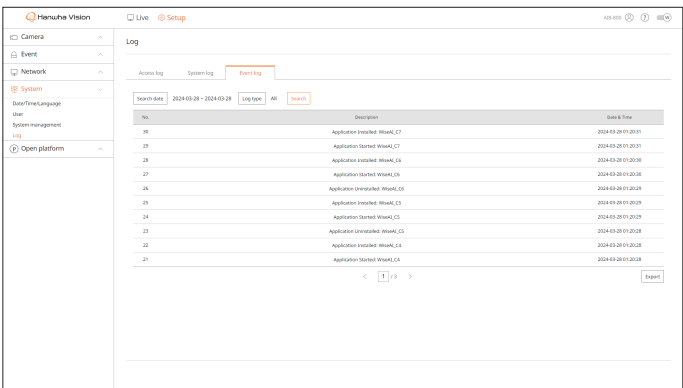 Hanwha Vision
Live
Setup
AIB-800
Camera
Event
Network
System
Date/Time/Language
User
System management
Log
Open platform
Log
Access log System log Event log
Search date 2024-03-28 ~ 2024-03-28 Log type All Search
No. Description Date & Time
30 Application Installed: WiseAI_C7 2024-03-28 01:20:31
29 Application Started: WiseAI_C7 2024-03-28 01:20:31
28 Application Installed: WiseAI_C6 2024-03-28 01:20:30
27 Application Started: WiseAI_C6 2024-03-28 01:20:30
26 Application Uninstalled: WiseAI_C6 2024-03-28 01:20:29
25 Application Installed: WiseAI_C5 2024-03-28 01:20:29
24 Application Started: WiseAI_C5 2024-03-28 01:20:29
23 Application Uninstalled: WiseAI_C5 2024-03-28 01:20:28
22 Application Installed: WiseAI_C4 2024-03-28 01:20:28
21 Application Started: WiseAI_C4 2024-03-28 01:20:28
< 1 / 3 >
Export